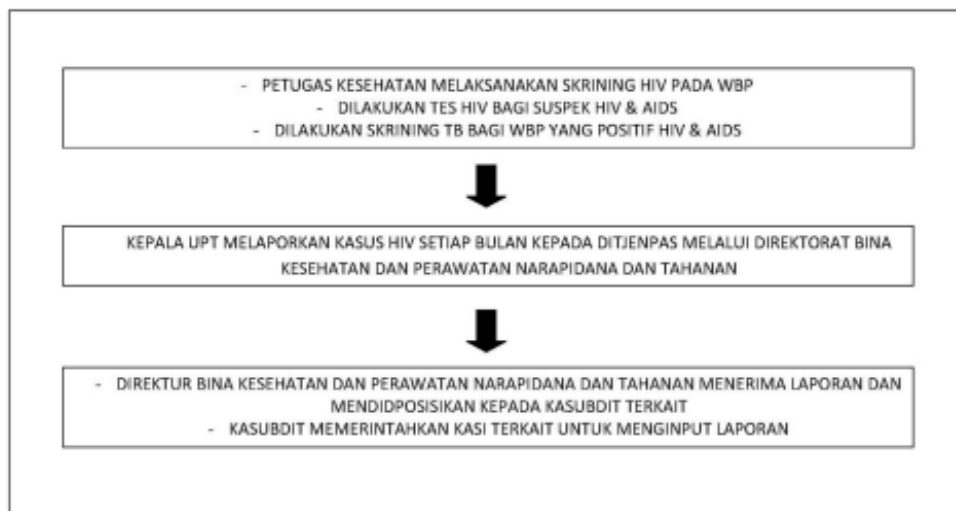 - PETUGAS KESEHATAN MELAKSANAKAN SKRINING HIV PADA WBP
- DILAKUKAN TES HIV BAGI SUSPEK HIV & AIDS
- DILAKUKAN SKRINING TB BAGI WBP YANG POSITIF HIV & AIDS
KEPALA UPT MELAPORKAN KASUS HIV SETIAP BULAN KEPADA DITJENPAS MELALUI DIREKTORAT BINA
KESEHATAN DAN PERAWATAN NARAPIDANA DAN TAHANAN
- DIREKTUR BINA KESEHATAN DAN PERAWATAN NARAPIDANA DAN TAHANAN MENERIMA LAPORAN DAN
MENDIDPOSISIKAN KEPADA KASUBDIT TERKAIT
- KASUBDIT MEMERINTAHKAN KASI TERKAIT UNTUK MENGINPUT LAPORAN